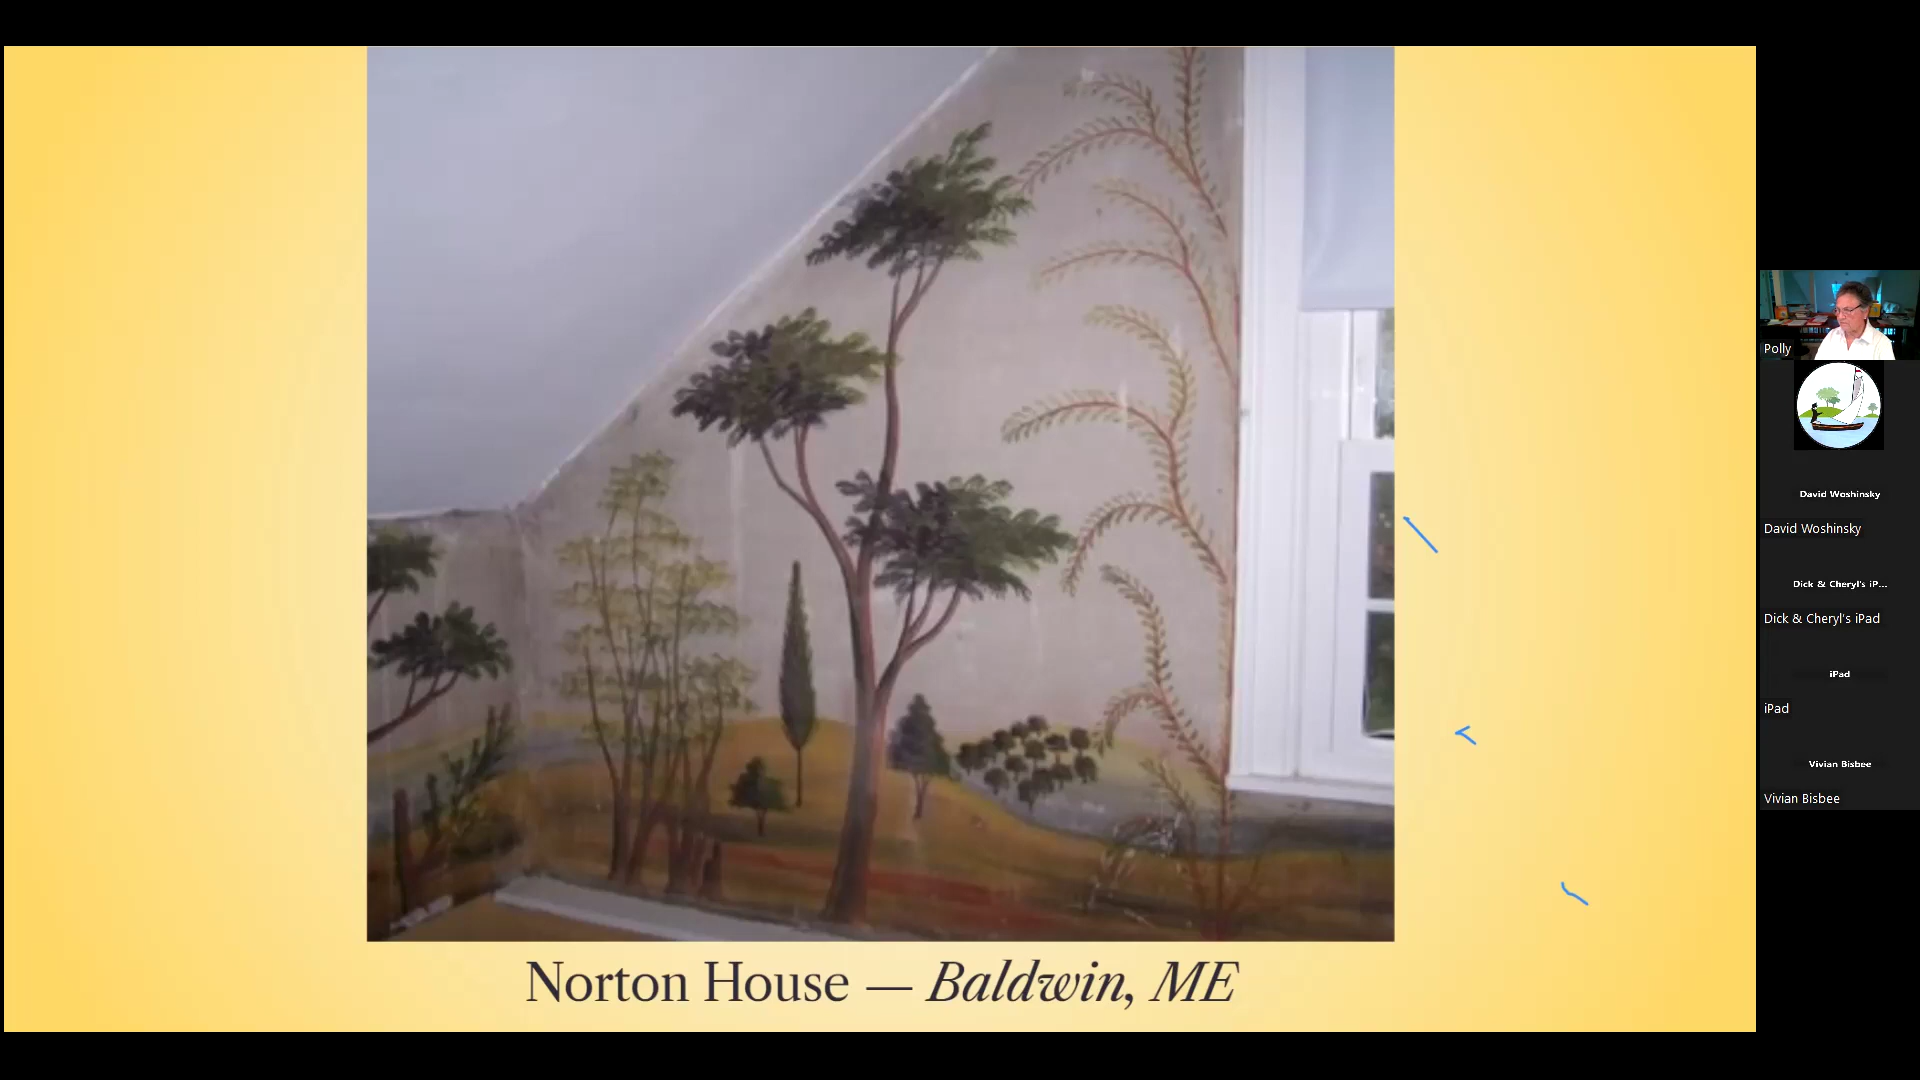 Norton House — Baldwin, ME
Polly
David Woshinsky
David Woshinsky
Dick & Cheryl's iP...
Dick & Cheryl's iPad
iPad
iPad
Vivian Bisbee
Vivian Bisbee